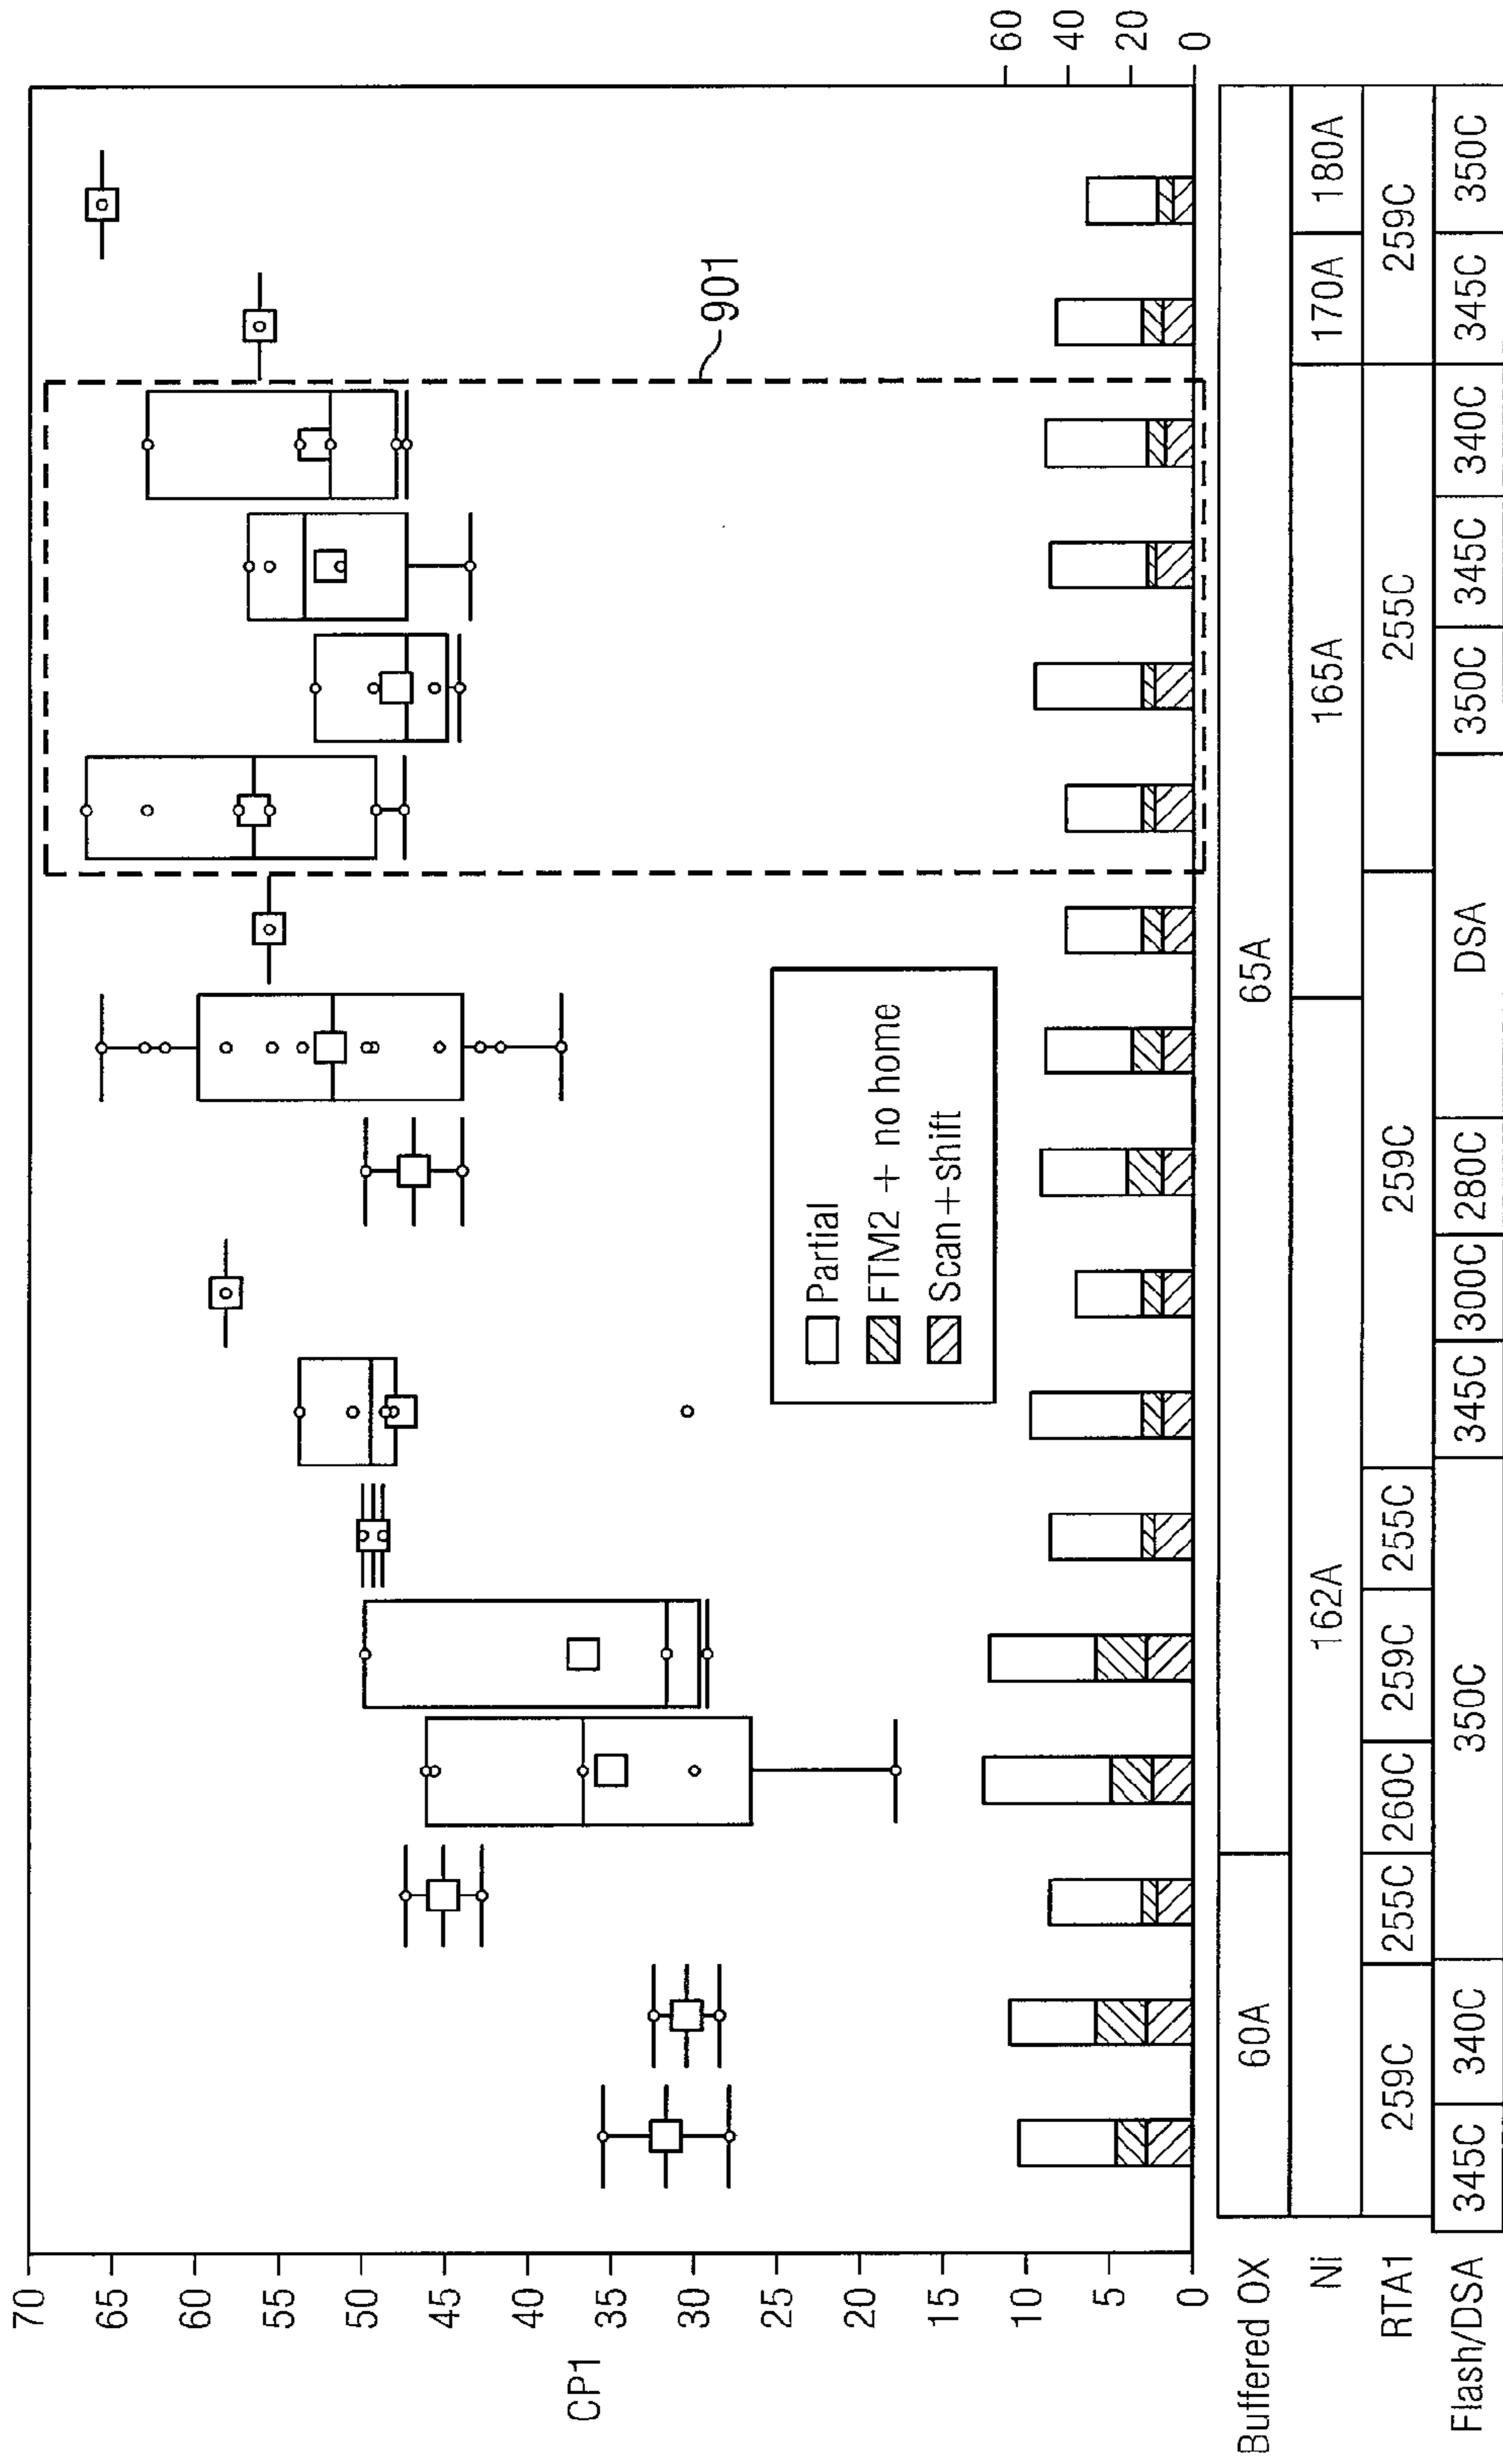 70
65
60
55
50
45
40
35
30
25
20
15
10
5
0
CP1
901
Partial
FTM2 + no home
Scan+shift
60
40
20
0
Buffered OX 60A 65A
Ni 162A 165A 170A 180A
RTA1 259C 255C 260C 259C 255C 259C 255C 259C
Flash/DSA 345C 340C 350C 345C 300C 280C DSA 350C 345C 340C 345C 350C